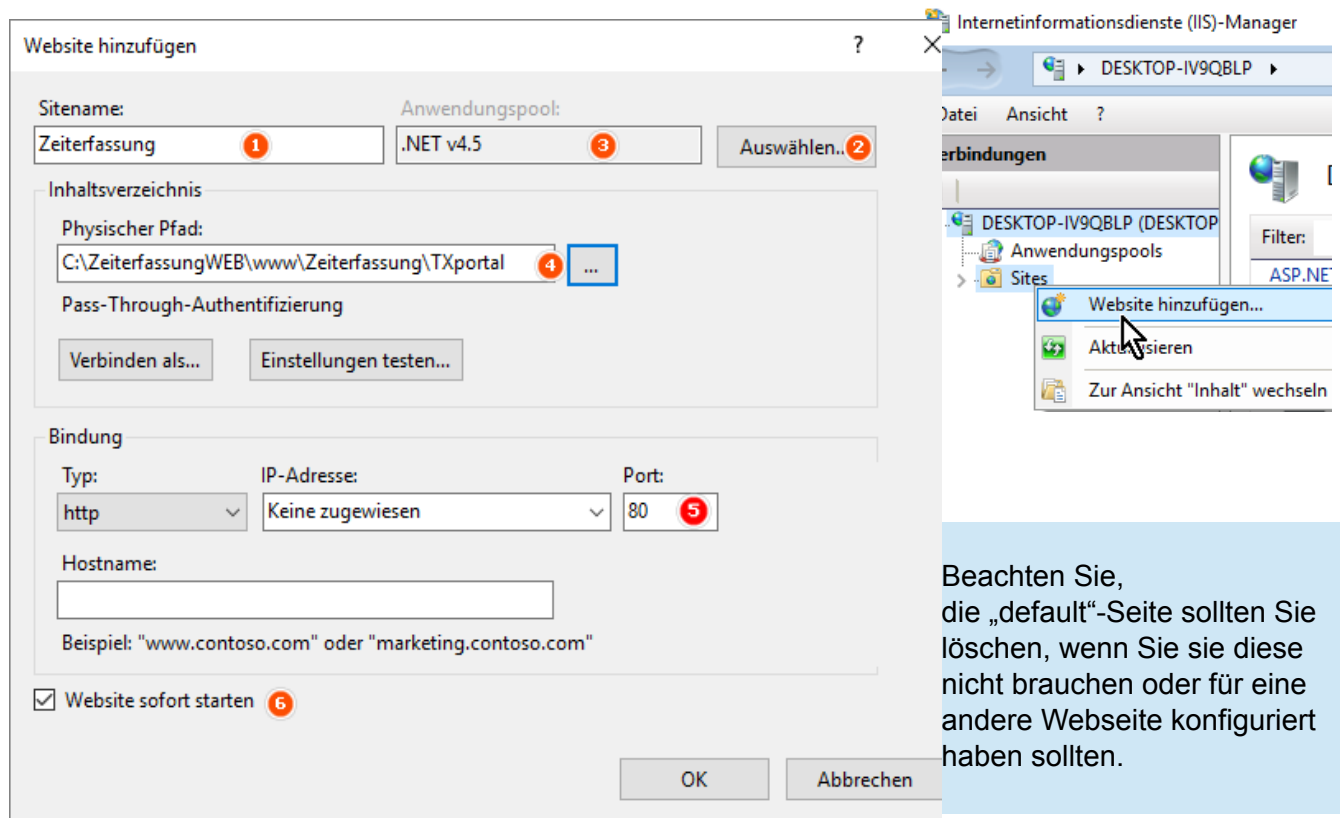 Website hinzufügen ?
Sitename: Anwendungspool:
Zeiterfassung 1 .NET v4.5 3 Auswählen.. 2
Inhaltsverzeichnis
Physischer Pfad:
C:\ZeiterfassungWEB\www\Zeiterfassung\TXportal 4 ...
Pass-Through-Authentifizierung
Verbinden als... Einstellungen testen...
Bindung
Typ: IP-Adresse: Port:
http Keine zugewiesen 80 5
Hostname:
Beispiel: "www.contoso.com" oder "marketing.contoso.com"
Website sofort starten 6
OK Abbrechen
Internetinformationsdienste (IIS)-Manager
DESKTOP-IV9QBLP
Datei Ansicht ?
erbindungen
DESKTOP-IV9QBLP (DESKTOP
Anwendungspools
Filter:
Sites
ASP.NET
Website hinzufügen...
Aktualisieren
Zur Ansicht "Inhalt" wechseln
Beachten Sie,
die „default“-Seite sollten Sie
löschen, wenn Sie sie diese
nicht brauchen oder für eine
andere Webseite konfiguriert
haben sollten.